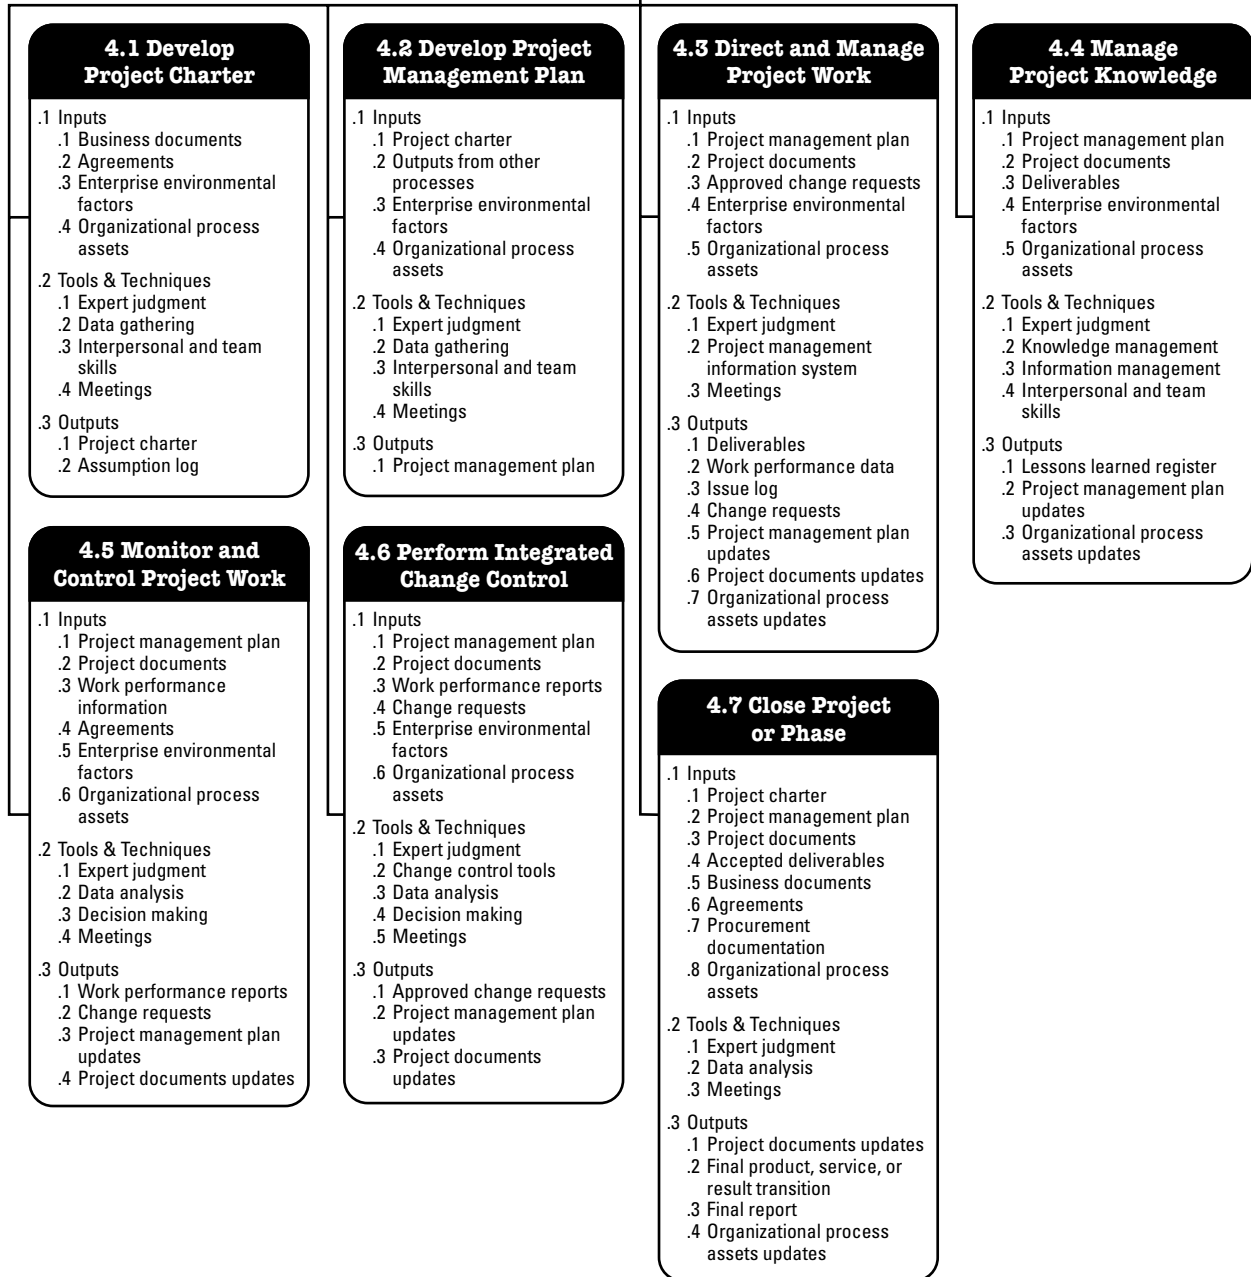 4.1 Develop
Project Charter
.1 Inputs
.1 Business documents
.2 Agreements
.3 Enterprise environmental
factors
.4 Organizational process
assets
.2 Tools & Techniques
.1 Expert judgment
.2 Data gathering
.3 Interpersonal and team
skills
.4 Meetings
.3 Outputs
.1 Project charter
.2 Assumption log
4.2 Develop Project
Management Plan
.1 Inputs
.1 Project charter
.2 Outputs from other
processes
.3 Enterprise environmental
factors
.4 Organizational process
assets
.2 Tools & Techniques
.1 Expert judgment
.2 Data gathering
.3 Interpersonal and team
skills
.4 Meetings
.3 Outputs
.1 Project management plan
4.3 Direct and Manage
Project Work
.1 Inputs
.1 Project management plan
.2 Project documents
.3 Approved change requests
.4 Enterprise environmental
factors
.5 Organizational process
assets
.2 Tools & Techniques
.1 Expert judgment
.2 Project management
information system
.3 Meetings
.3 Outputs
.1 Deliverables
.2 Work performance data
.3 Issue log
.4 Change requests
.5 Project management plan
updates
.6 Project documents updates
.7 Organizational process
assets updates
4.4 Manage
Project Knowledge
.1 Inputs
.1 Project management plan
.2 Project documents
.3 Deliverables
.4 Enterprise environmental
factors
.5 Organizational process
assets
.2 Tools & Techniques
.1 Expert judgment
.2 Knowledge management
.3 Information management
.4 Interpersonal and team
skills
.3 Outputs
.1 Lessons learned register
.2 Project management plan
updates
.3 Organizational process
assets updates
4.5 Monitor and
Control Project Work
.1 Inputs
.1 Project management plan
.2 Project documents
.3 Work performance
information
.4 Agreements
.5 Enterprise environmental
factors
.6 Organizational process
assets
.2 Tools & Techniques
.1 Expert judgment
.2 Data analysis
.3 Decision making
.4 Meetings
.3 Outputs
.1 Work performance reports
.2 Change requests
.3 Project management plan
updates
.4 Project documents updates
4.6 Perform Integrated
Change Control
.1 Inputs
.1 Project management plan
.2 Project documents
.3 Work performance reports
.4 Change requests
.5 Enterprise environmental
factors
.6 Organizational process
assets
.2 Tools & Techniques
.1 Expert judgment
.2 Change control tools
.3 Data analysis
.4 Decision making
.5 Meetings
.3 Outputs
.1 Approved change requests
.2 Project management plan
updates
.3 Project documents
updates
4.7 Close Project
or Phase
.1 Inputs
.1 Project charter
.2 Project management plan
.3 Project documents
.4 Accepted deliverables
.5 Business documents
.6 Agreements
.7 Procurement
documentation
.8 Organizational process
assets
.2 Tools & Techniques
.1 Expert judgment
.2 Data analysis
.3 Meetings
.3 Outputs
.1 Project documents updates
.2 Final product, service, or
result transition
.3 Final report
.4 Organizational process
assets updates